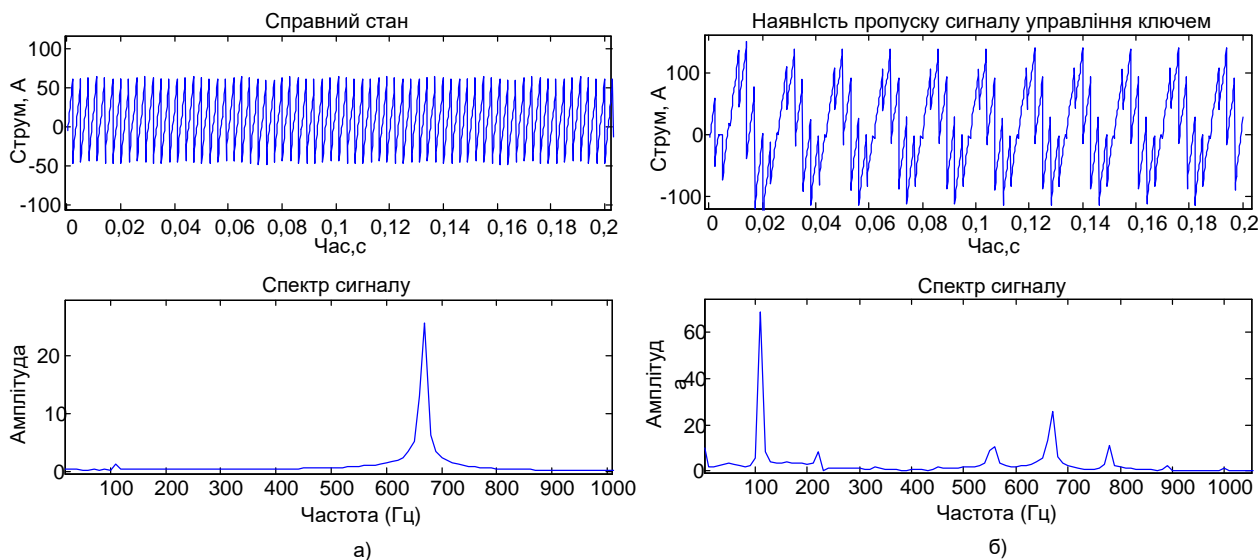 Справний стан
100
50
0
-50
-100
Струм, А
0 0,02 0,04 0,06 0,08 0,1 0,12 0,14 0,16 0,18 0,2
Час,с
Спектр сигналу
20
10
0
Амплітуда
100 200 300 400 500 600 700 800 900 1000
Частота (Гц)
а)
НаявнІсть пропуску сигналу управління ключем
100
0
-100
Струм, А
0 0,02 0,04 0,06 0,08 0,1 0,12 0,14 0,16 0,18 0,2
Час,с
Спектр сигналу
60
40
20
0
Амплітуд
а
100 200 300 400 500 600 700 800 900 1000
Частота (Гц)
б)